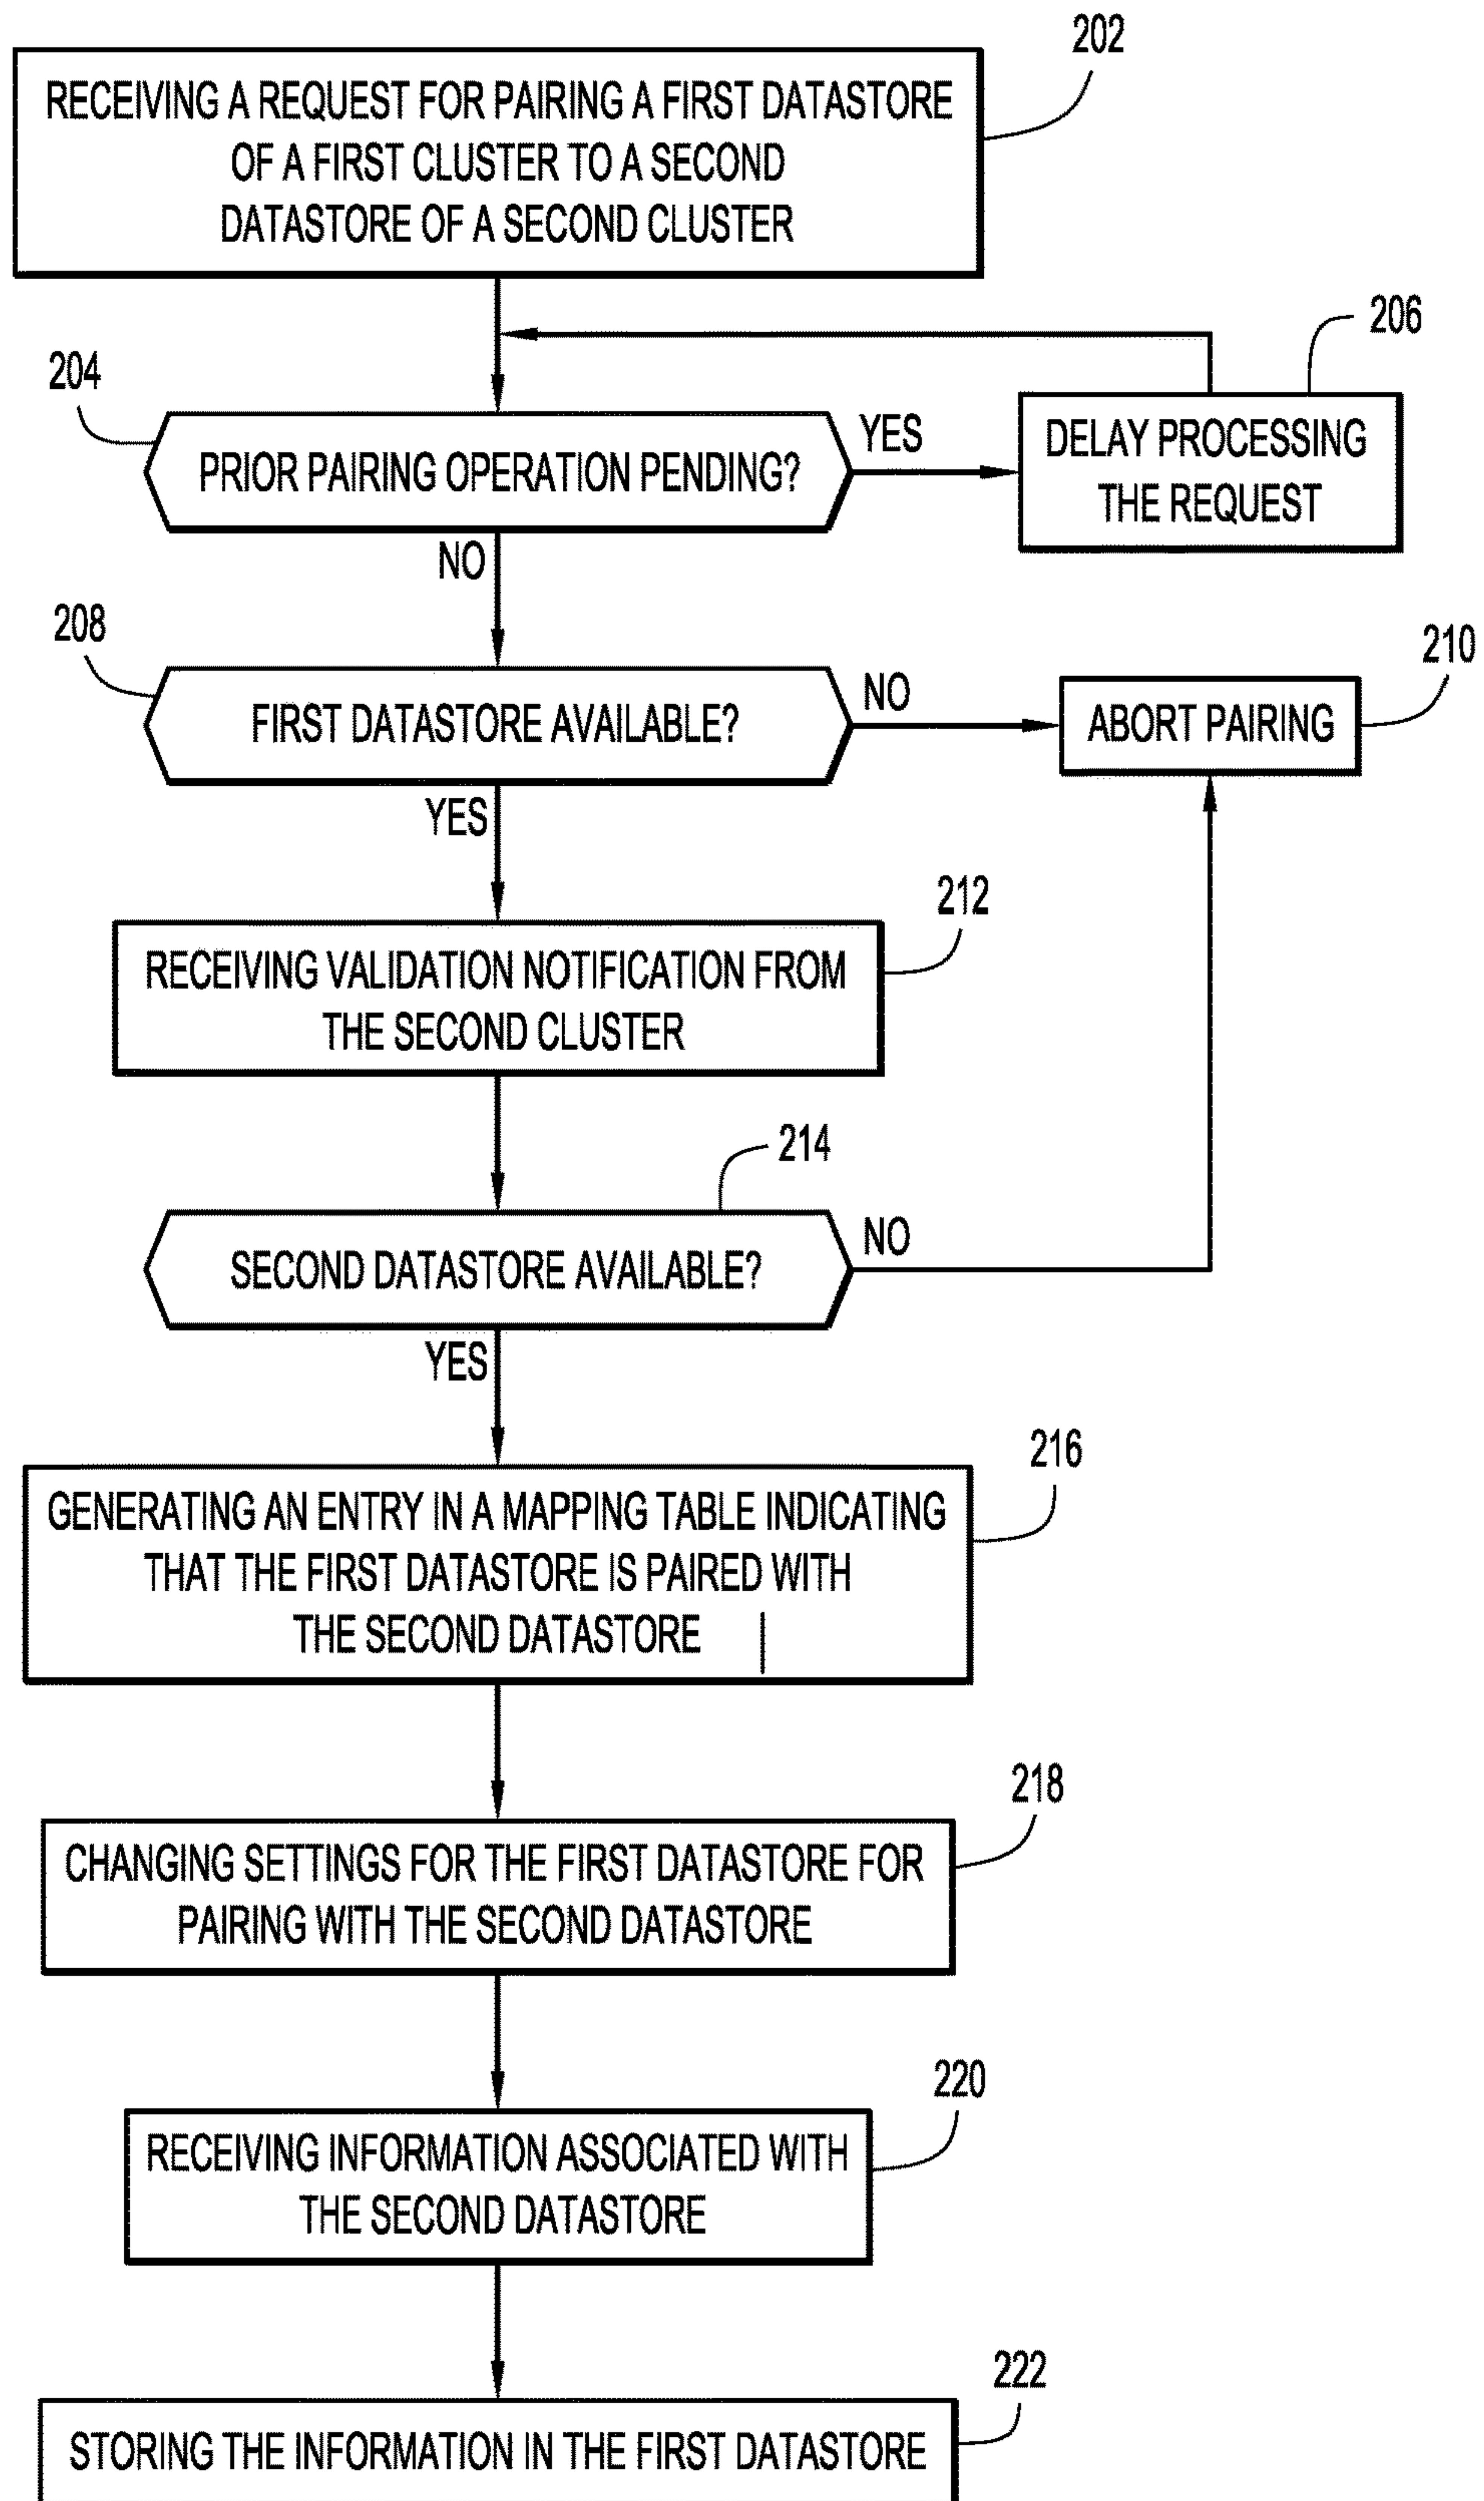 202
RECEIVING A REQUEST FOR PAIRING A FIRST DATASTORE
OF A FIRST CLUSTER TO A SECOND
DATASTORE OF A SECOND CLUSTER
206
204
PRIOR PAIRING OPERATION PENDING?
YES
DELAY PROCESSING
THE REQUEST
NO
208
210
FIRST DATASTORE AVAILABLE?
NO
ABORT PAIRING
YES
212
RECEIVING VALIDATION NOTIFICATION FROM
THE SECOND CLUSTER
214
SECOND DATASTORE AVAILABLE?
NO
YES
216
GENERATING AN ENTRY IN A MAPPING TABLE INDICATING
THAT THE FIRST DATASTORE IS PAIRED WITH
THE SECOND DATASTORE
218
CHANGING SETTINGS FOR THE FIRST DATASTORE FOR
PAIRING WITH THE SECOND DATASTORE
220
RECEIVING INFORMATION ASSOCIATED WITH
THE SECOND DATASTORE
222
STORING THE INFORMATION IN THE FIRST DATASTORE